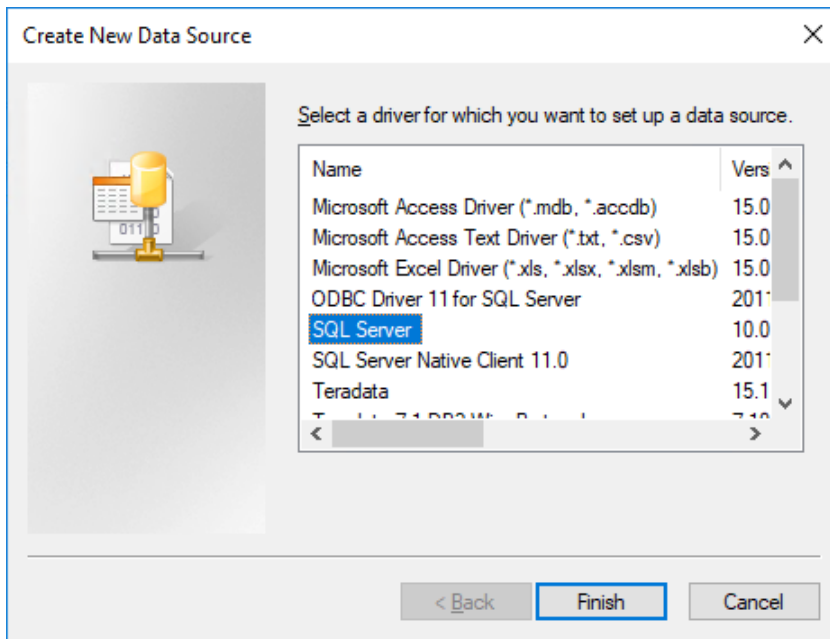 Create New Data Source
Select a driver for which you want to set up a data source.
Name Vers
Microsoft Access Driver (*.mdb, *.accdb) 15.0
Microsoft Access Text Driver (*.txt, *.csv) 15.0
Microsoft Excel Driver (*.xls, *.xlsx, *.xlsm, *.xlsb) 15.0
ODBC Driver 11 for SQL Server 2011
SQL Server 10.0
SQL Server Native Client 11.0 2011
Teradata 15.1
0110
< Back Finish Cancel